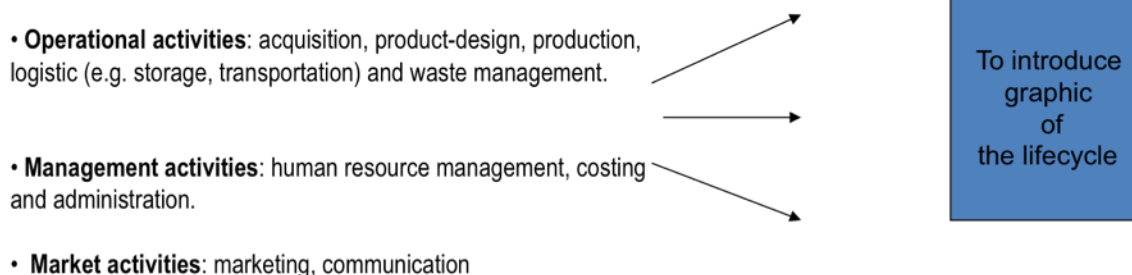 • Operational activities: acquisition, product-design, production,
logistic (e.g. storage, transportation) and waste management.
• Management activities: human resource management, costing
and administration.
• Market activities: marketing, communication
To introduce
graphic
of
the lifecycle